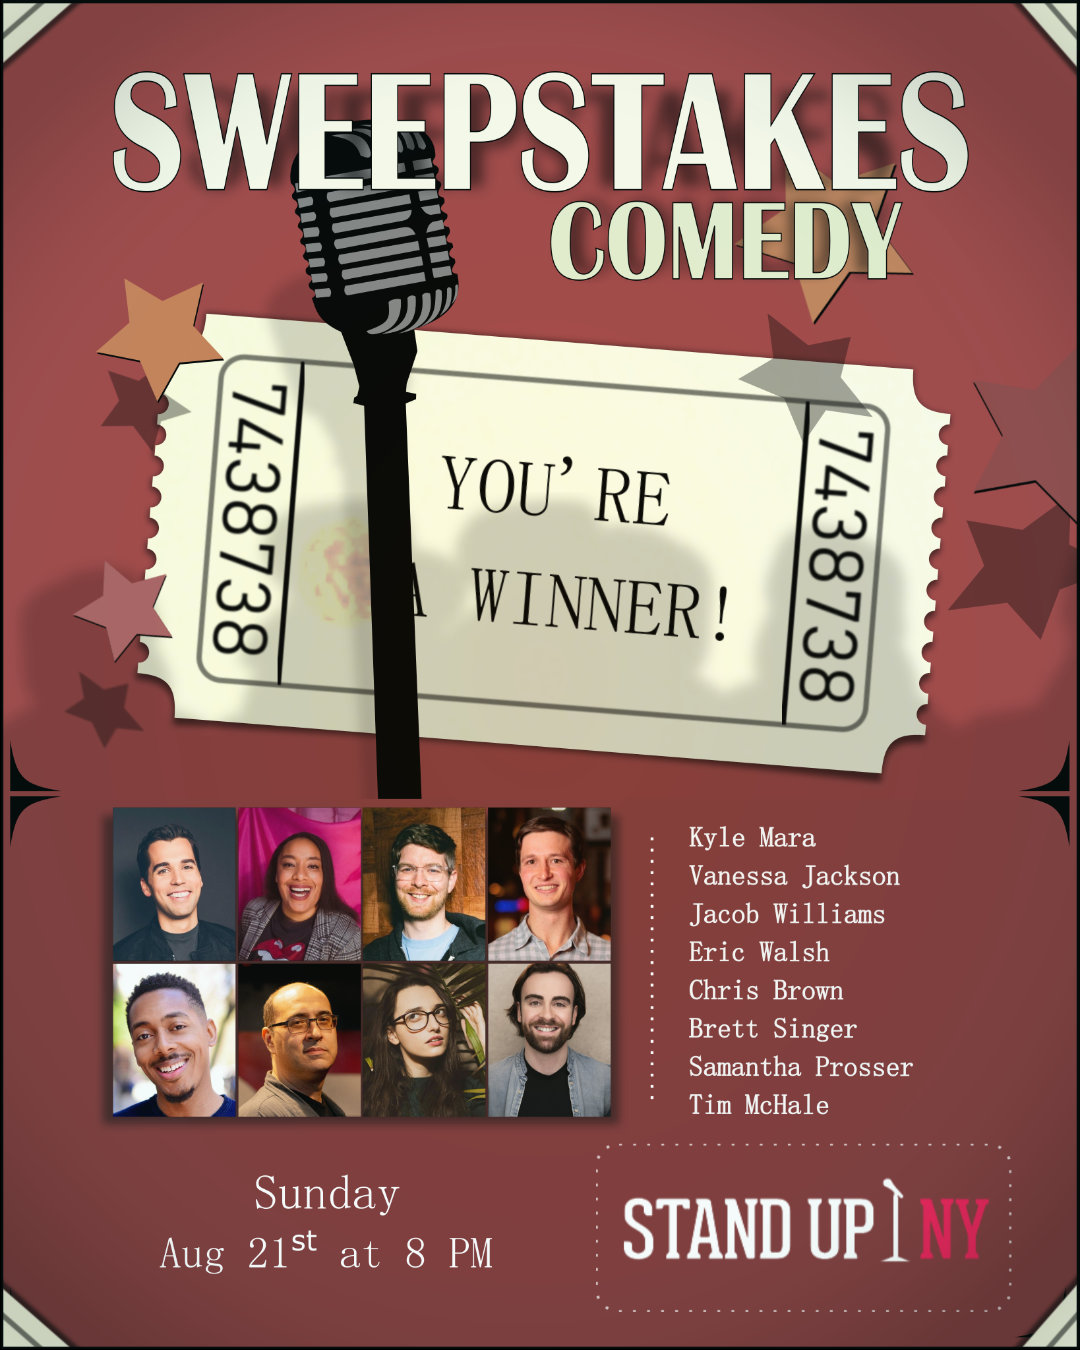 SWEEPSTAKES
COMEDY
7438738
YOU'RE
A WINNER!
7438738
Kyle Mara
Vanessa Jackson
Jacob Williams
Eric Walsh
Chris Brown
Brett Singer
Samantha Prosser
Tim McHale
Sunday
Aug 21st at 8 PM
STAND UP NY